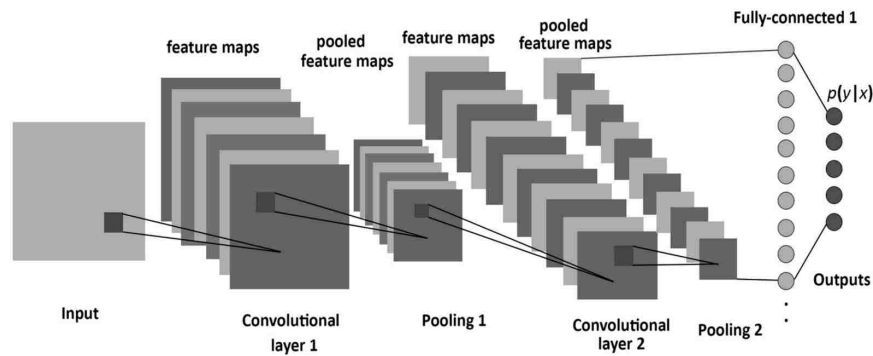 Fully-connected 1
feature maps
pooled
feature maps
feature maps
pooled
feature maps
p(y|x)
Input
Convolutional
layer 1
Pooling 1
Convolutional
layer 2
Pooling 2
Outputs